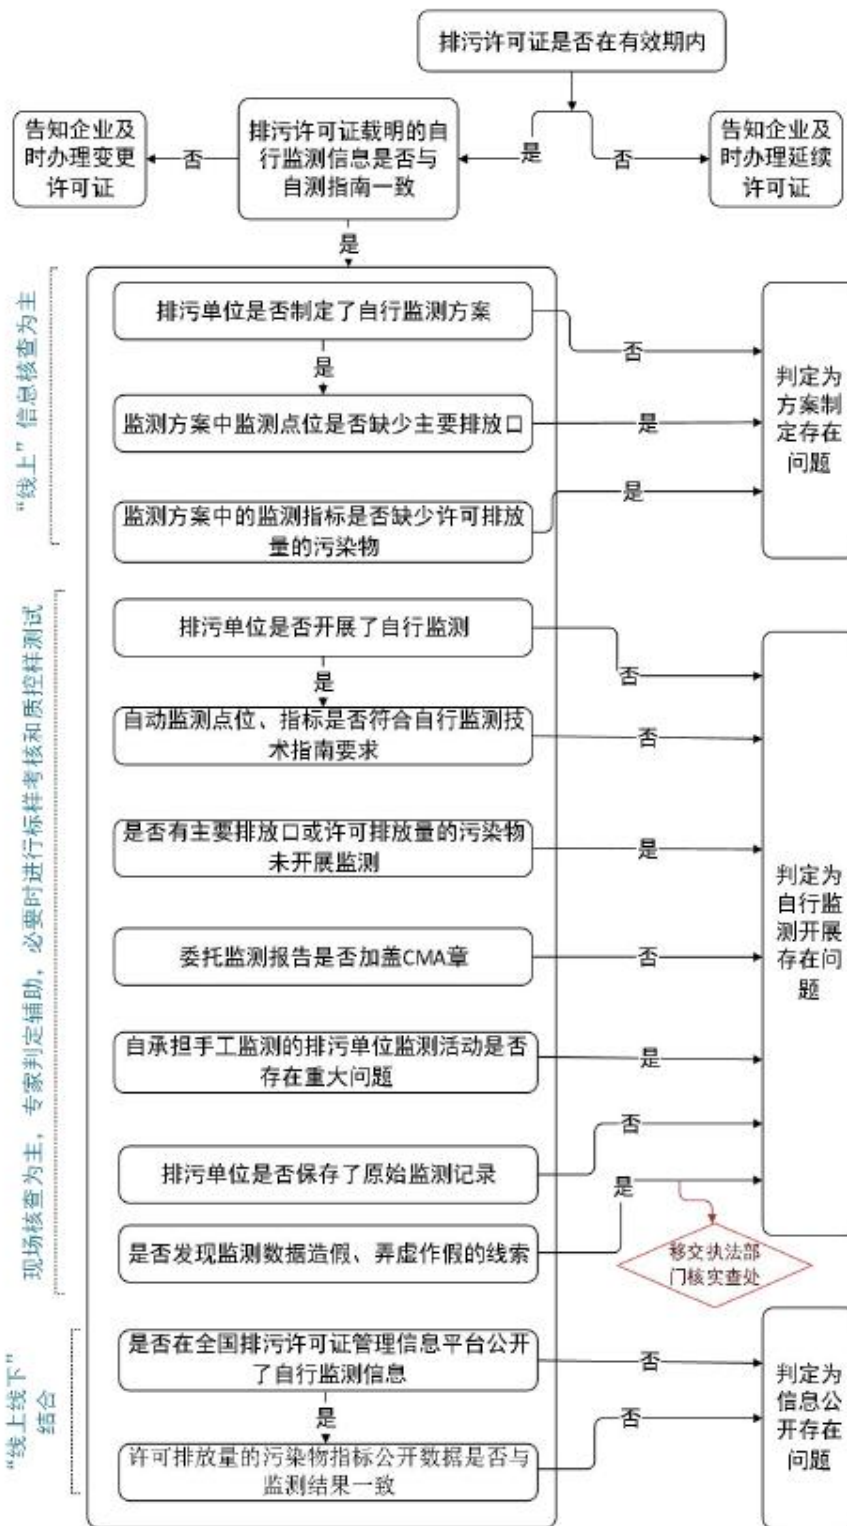 排污许可证是否在有效期内
告知企业及
时办理变更
许可证
否
排污许可证载明的自
行监测信息是否与
自测指南一致
是
否
告知企业及
时办理延续
许可证
是
“线上”信息核查为主
排污单位是否制定了自行监测方案
否
是
监测方案中监测点位是否缺少主要排放口
是
监测方案中的监测指标是否缺少许可排放
量的污染物
是
判定为
方案制
定存在
问题
现场核查为主，专家判定辅助，必要时进行标样考核和质控样测试
排污单位是否开展了自行监测
否
是
自动监测点位、指标是否符合自行监测技
术指南要求
否
是否有主要排放口或许可排放量的污染物
未开展监测
是
委托监测报告是否加盖CMA章
否
自承担手工监测的排污单位监测活动是否
存在重大问题
是
排污单位是否保存了原始监测记录
否
是否发现监测数据造假、弄虚作假的线索
是
移交执法部
门核实查处
判定为
自行监
测开展
存在问
题
“线上线下”
结合
是否在全国排污许可证管理信息平台公开
了自行监测信息
否
是
许可排放量的污染物指标公开数据是否与
监测结果一致
否
判定为
信息公
开存在
问题